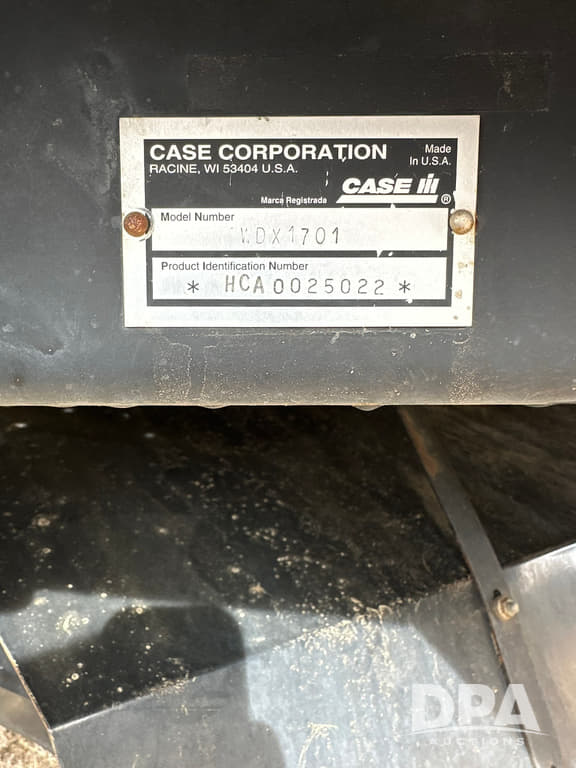 CASE CORPORATION
RACINE, WI 53404 U.S.A.
Made
In U.S.A.
CASE IH ®
Marca Registrada
Model Number
WDX1701
Product Identification Number
* HCA0025022 *
DPA
AUCTIONS